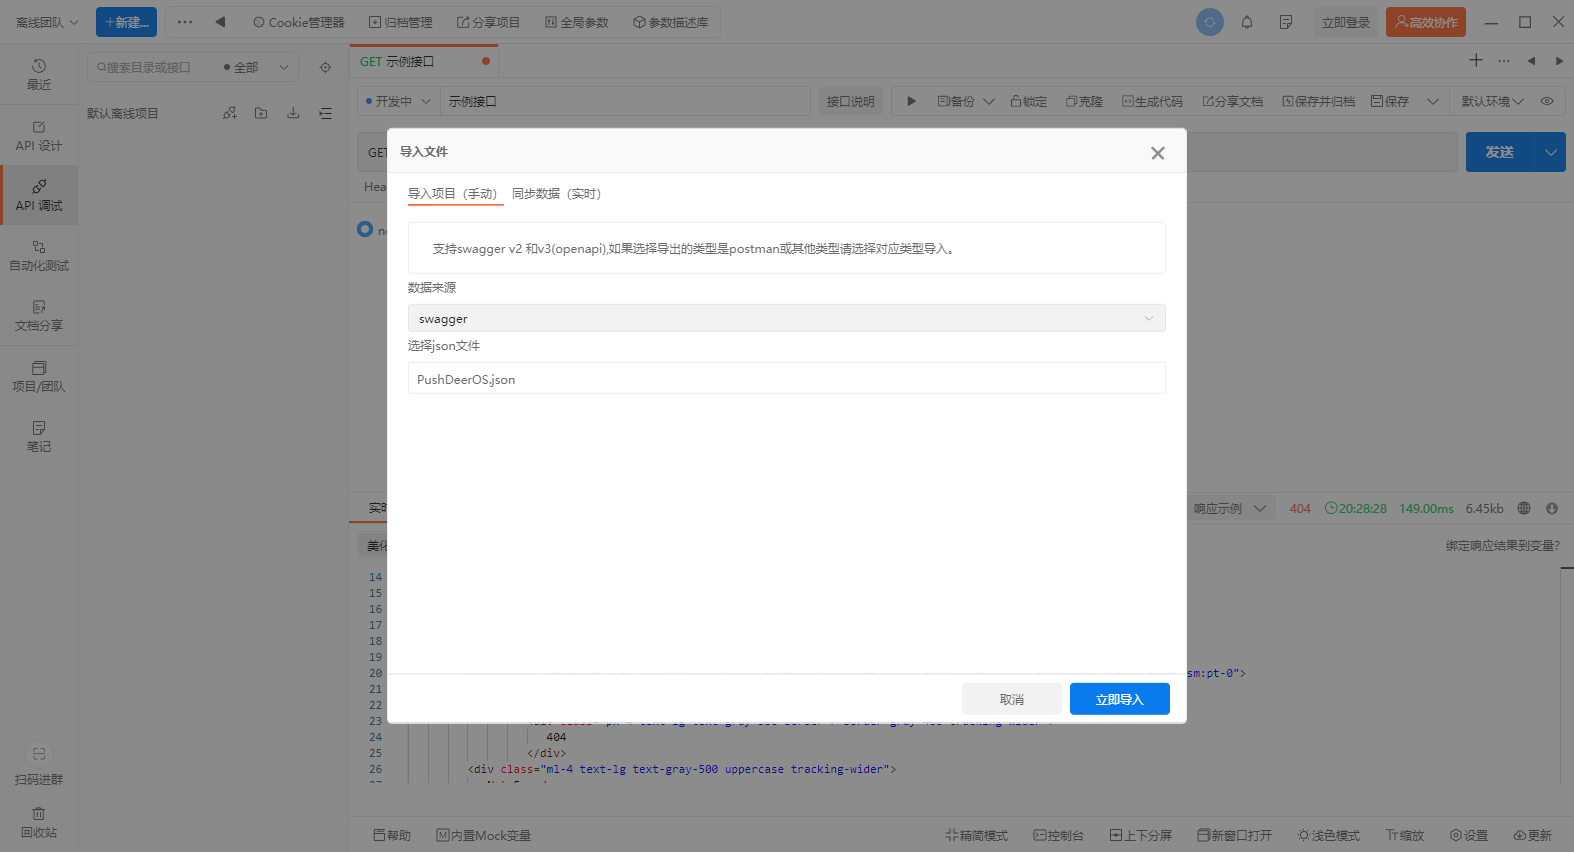 离线团队
+新建...
Cookie管理器
归档管理
分享项目
全局参数
参数描述库
立即登录
高效协作
最近
API 设计
API 调试
自动化测试
文档分享
项目/团队
笔记
扫码进群
回收站
搜索目录或接口
全部
默认离线项目
GET 示例接口
开发中
示例接口
接口说明
备份
锁定
克隆
生成代码
分享文档
保存并归档
保存
默认环境
GET
发送
Hea
导入文件
导入项目（手动）
同步数据（实时）
支持swagger v2 和v3(openapi),如果选择导出的类型是postman或其他类型请选择对应类型导入。
数据来源
swagger
选择json文件
PushDeerOS.json
取消
立即导入
实时
响应示例
404
20:28:28
149.00ms
6.45kb
美化
绑定响应结果到变量?
14
15
16
17
18
19
20
sm:pt-0">
21
22
23
24
404
25
</div>
26
<div class="ml-4 text-lg text-gray-500 uppercase tracking-wider">
帮助
内置Mock变量
精简模式
控制台
上下分屏
新窗口打开
浅色模式
缩放
设置
更新